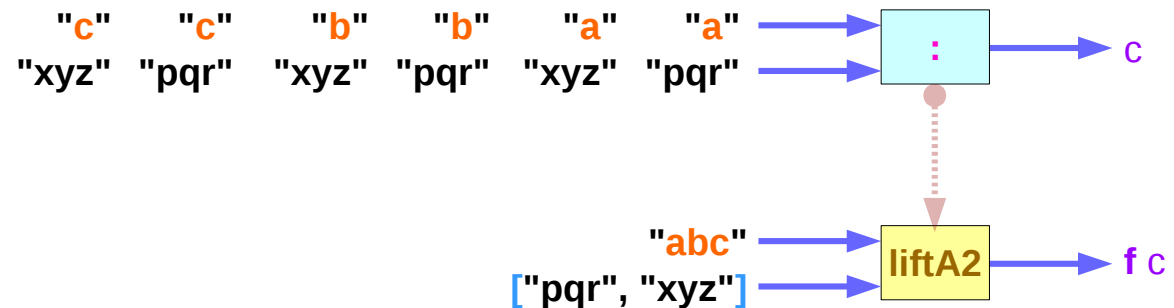 "c" "c" "b" "b" "a" "a"
"xyz" "pqr" "xyz" "pqr" "xyz" "pqr"
:
c
"abc"
["pqr", "xyz"]
liftA2
f c